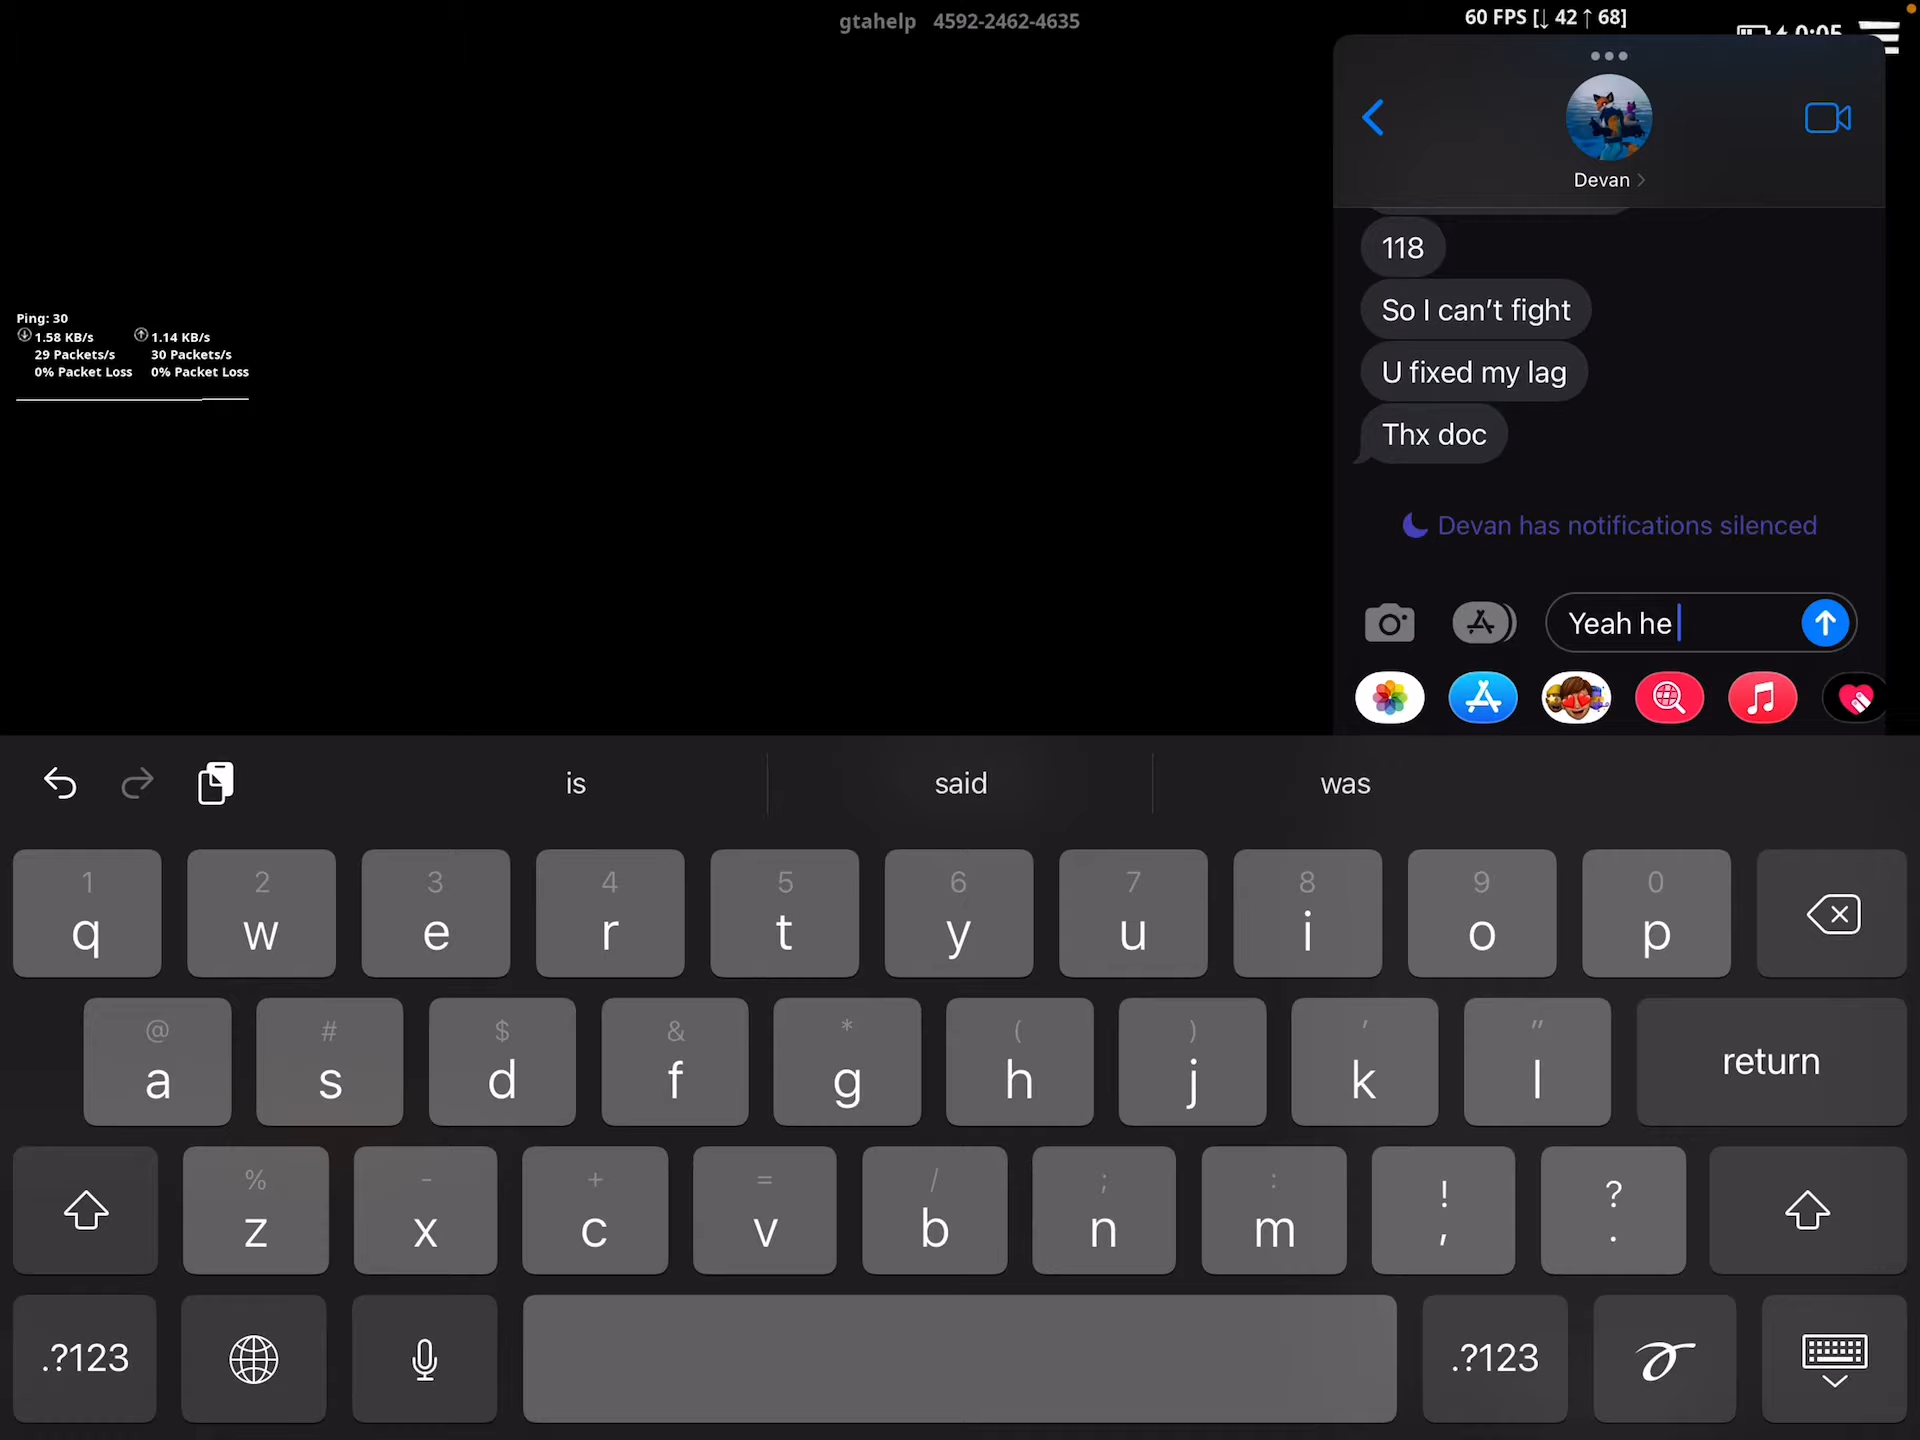 gtahelp 4592-2462-4635
60 FPS [↓ 42 ↑ 68]
0:05
Devan
118
So I can't fight
U fixed my lag
Thx doc
Devan has notifications silenced
Yeah he
Ping: 30
1.58 KB/s 1.14 KB/s
29 Packets/s 30 Packets/s
0% Packet Loss 0% Packet Loss
is said was
1 2 3 4 5 6 7 8 9 0
q w e r t y u i o p
@ # $ & * ( ) ' "
a s d f g h j k l return
% - + = / ; : ! ?
z x c v b n m , .
.?123 .?123